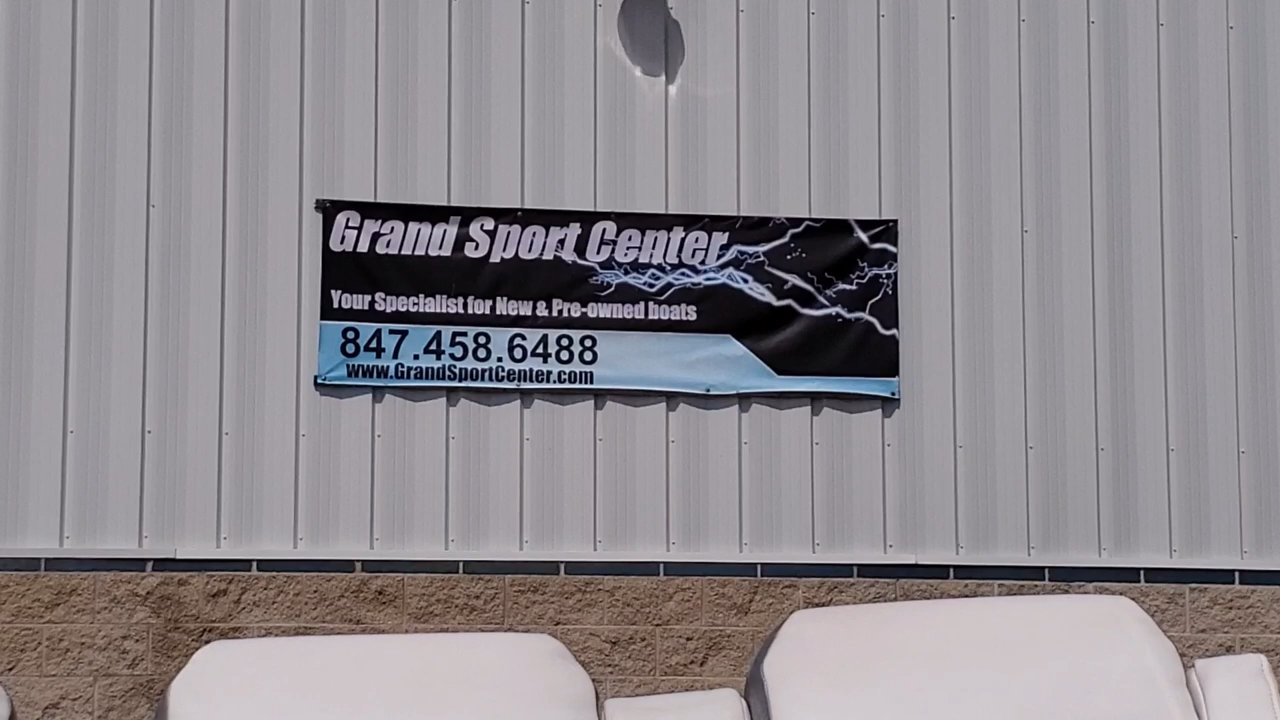 Grand Sport Center
Your Specialist for New & Pre-owned boats
847.458.6488
www.GrandSportCenter.com